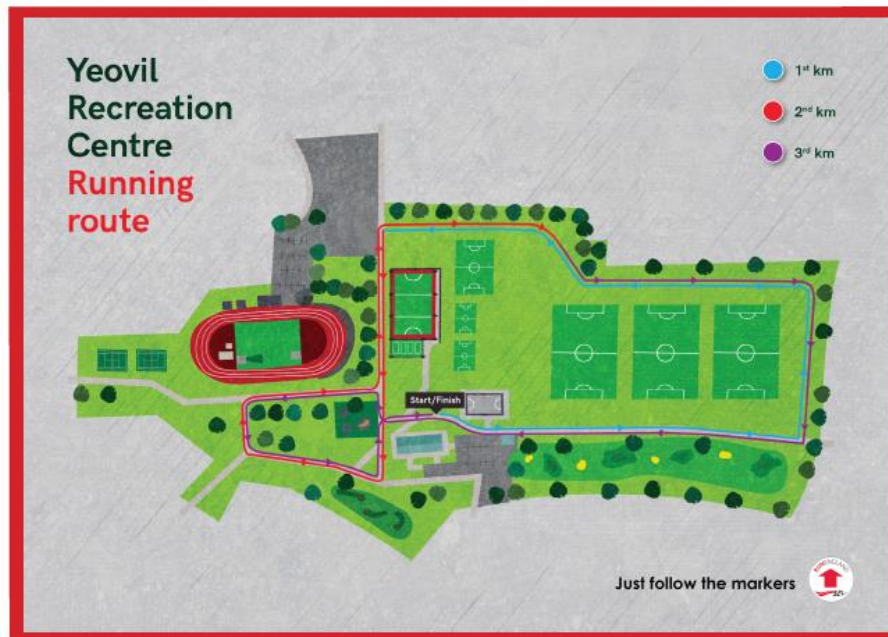 Yeovil
Recreation
Centre
Running
route
1st km
2nd km
3rd km
Start/Finish
Just follow the markers